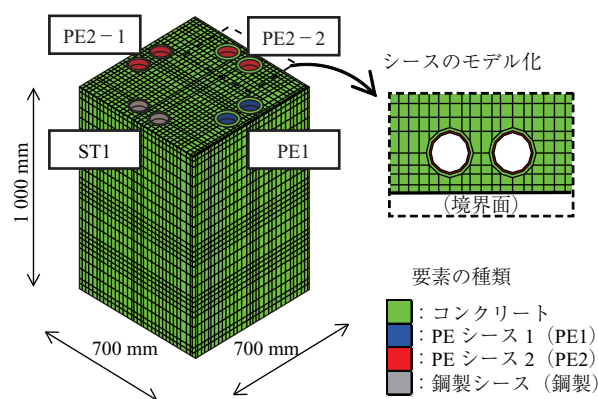 PE2－1
PE2－2
シースのモデル化
ST1
PE1
(境界面)
1 000 mm
700 mm
700 mm
要素の種類
：コンクリート
：PE シース 1（PE1）
：PE シース 2（PE2）
：鋼製シース（鋼製）